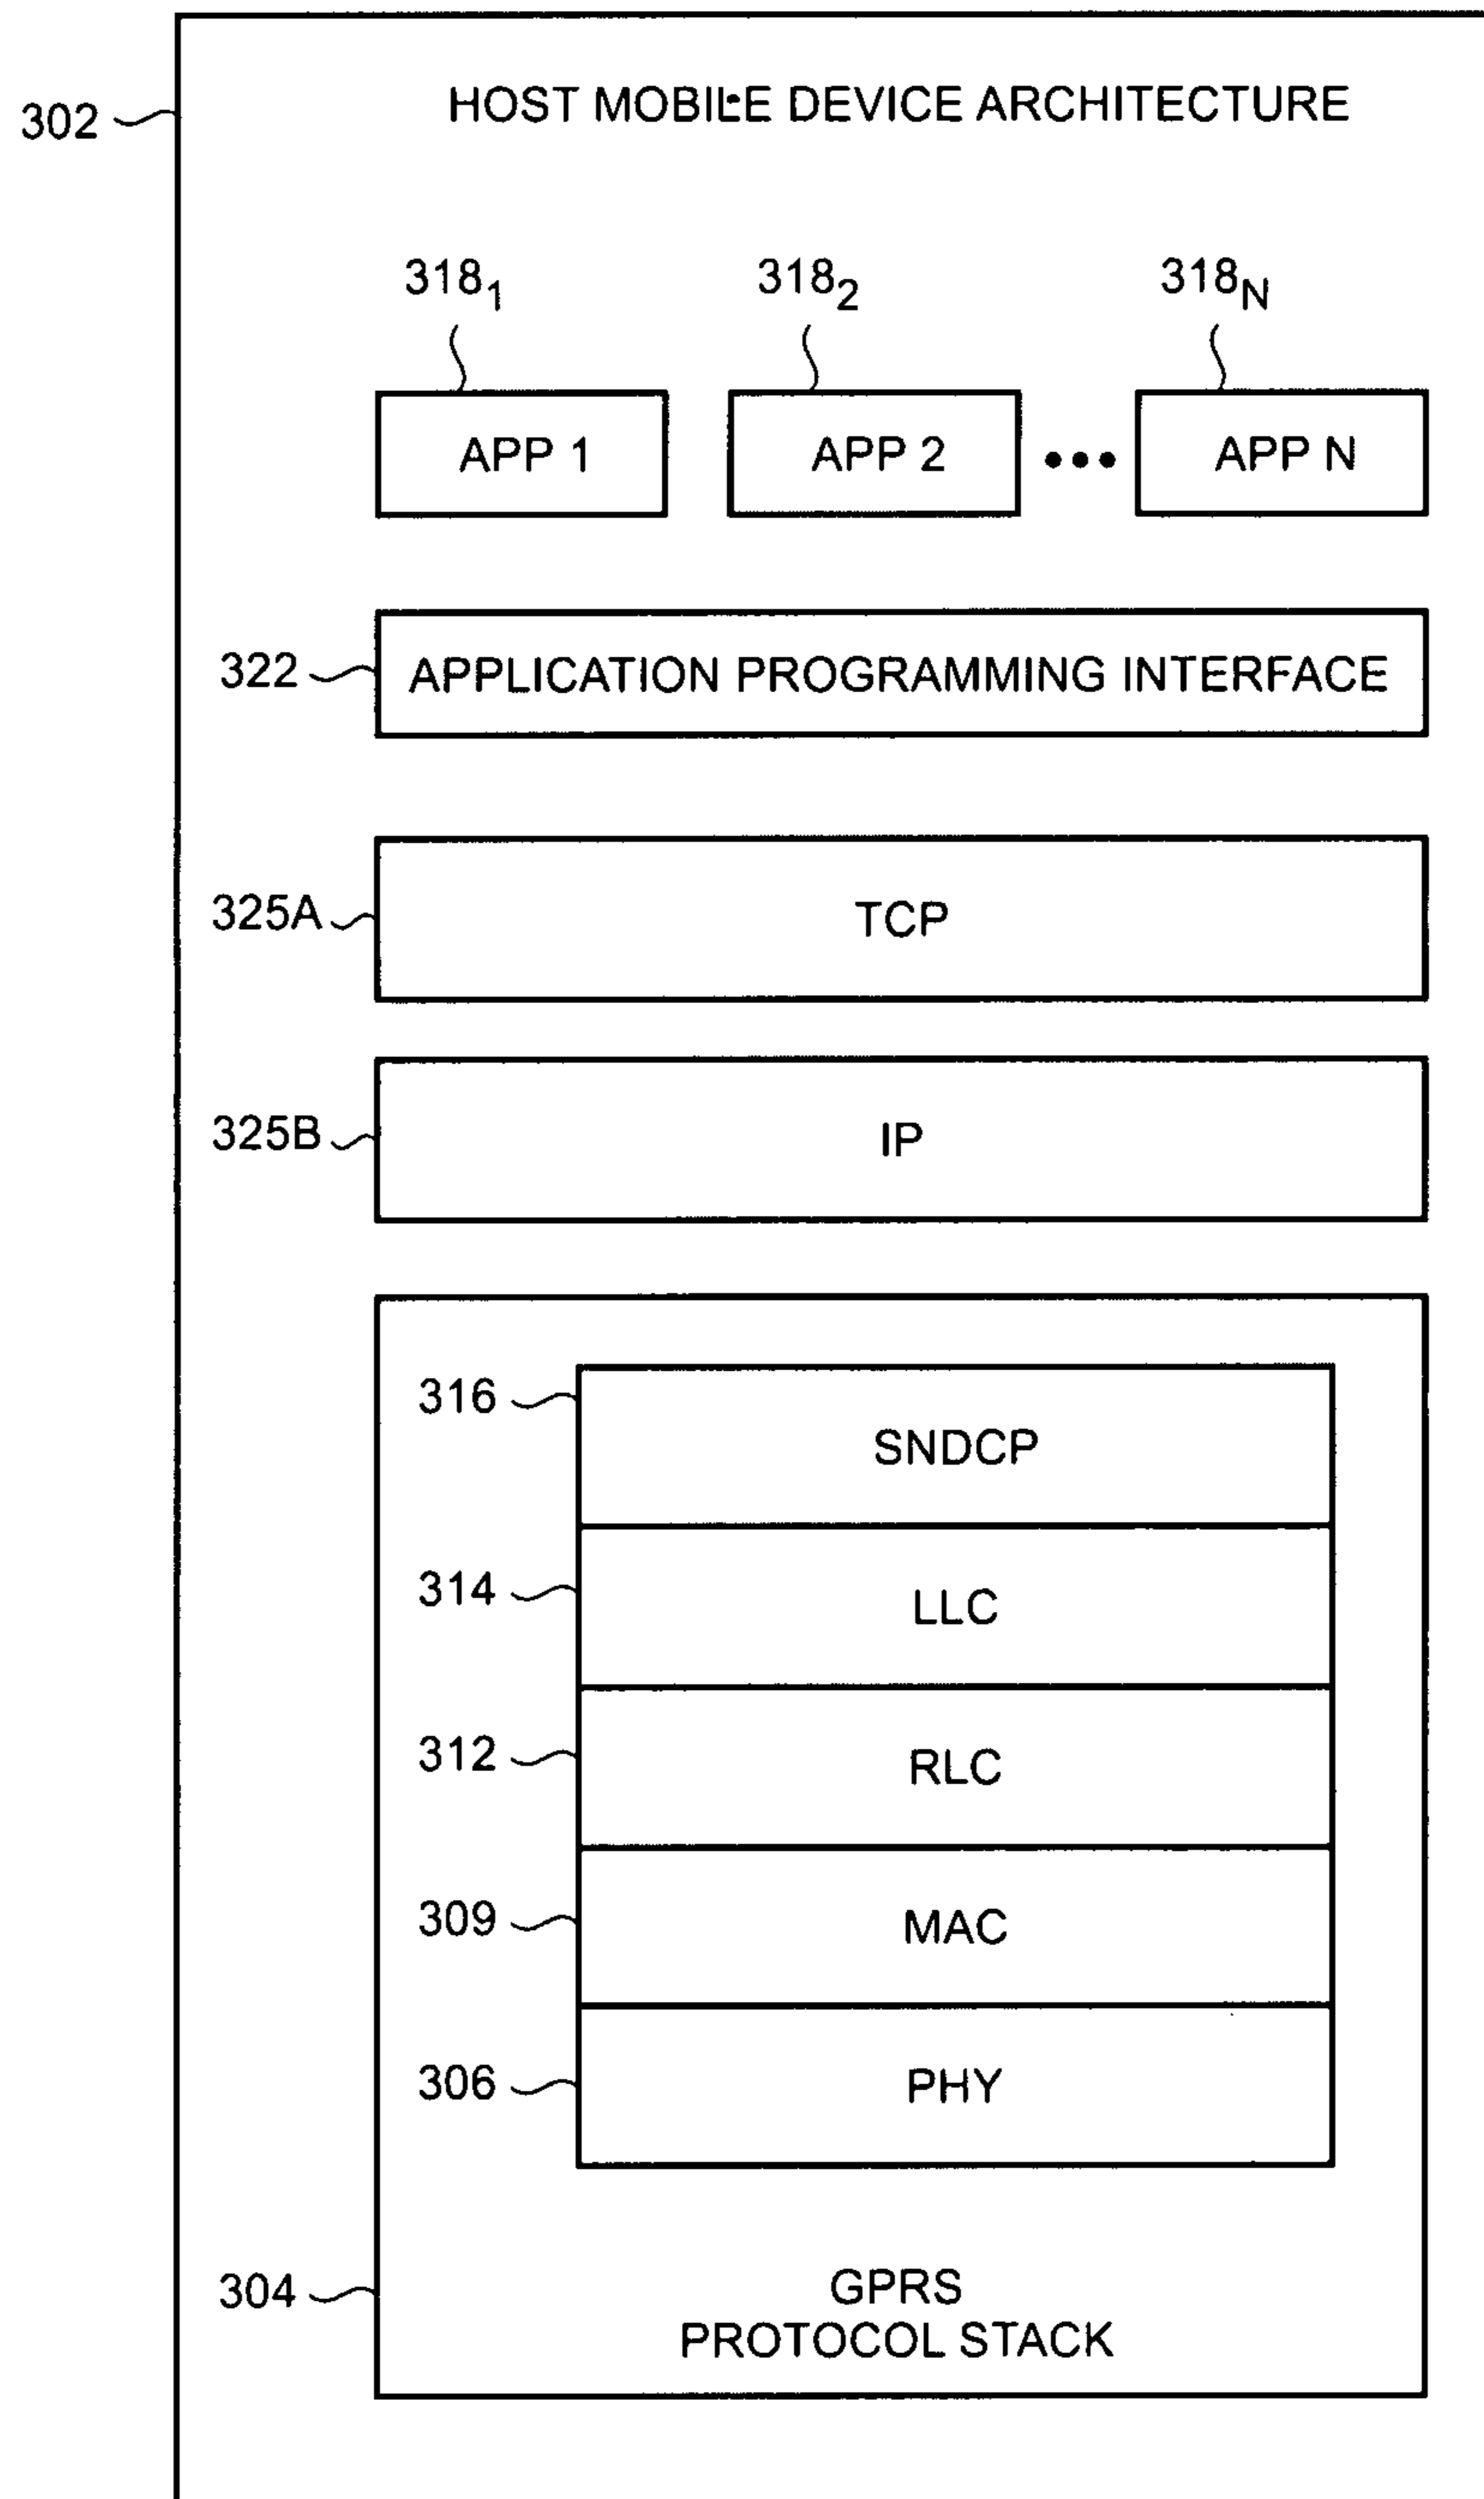 302
HOST MOBILE DEVICE ARCHITECTURE
318₁ 318₂ 318N
APP 1 APP 2 ••• APP N
322 APPLICATION PROGRAMMING INTERFACE
325A TCP
325B IP
316 SNDCP
314 LLC
312 RLC
309 MAC
306 PHY
304 GPRS
PROTOCOL STACK